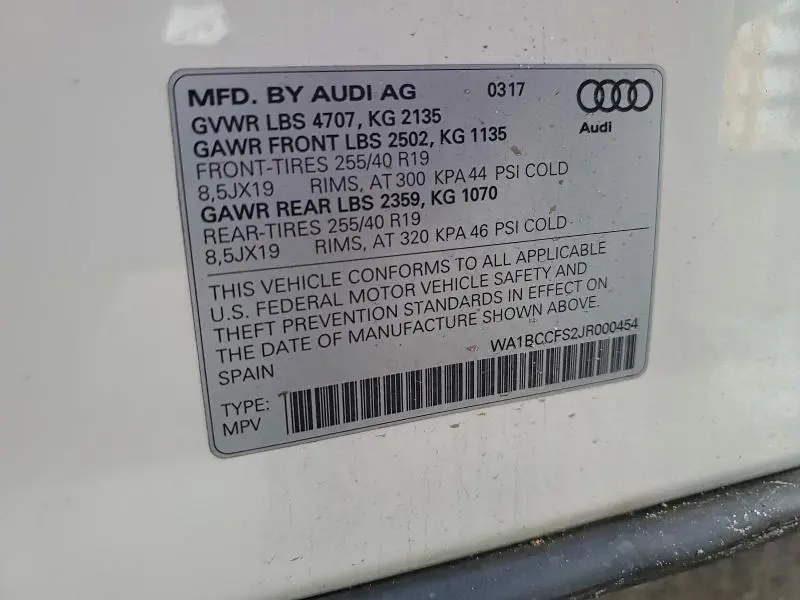 MFD. BY AUDI AG 0317
Audi
GVWR LBS 4707, KG 2135
GAWR FRONT LBS 2502, KG 1135
FRONT-TIRES 255/40 R19
8,5JX19 RIMS, AT 300 KPA 44 PSI COLD
GAWR REAR LBS 2359, KG 1070
REAR-TIRES 255/40 R19
8,5JX19 RIMS, AT 320 KPA 46 PSI COLD
THIS VEHICLE CONFORMS TO ALL APPLICABLE
U.S. FEDERAL MOTOR VEHICLE SAFETY AND
THEFT PREVENTION STANDARDS IN EFFECT ON
THE DATE OF MANUFACTURE SHOWN ABOVE.
SPAIN WA1BCCFS2JR000454
TYPE:
MPV